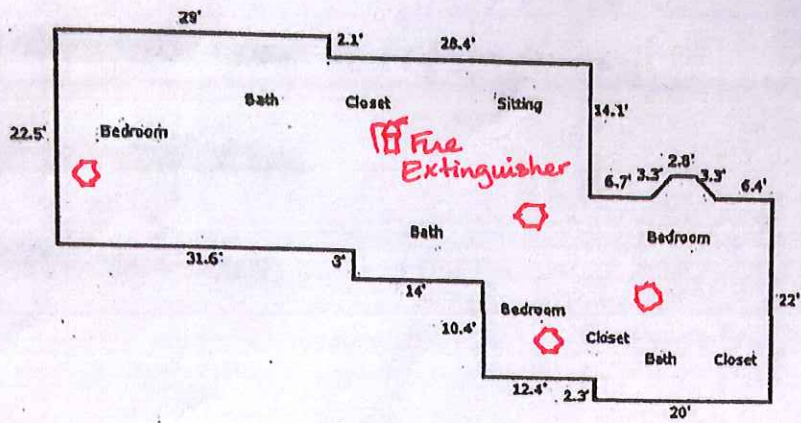 29'
2.1'
28.4'
Bath
Closet
Sitting
14.1'
22.5'
Bedroom
Fire
Extinguisher
2.8'
3.3'
3.3'
6.7'
6.4'
Bath
Bedroom
31.6'
3'
14'
22'
Bedroom
10.4'
Closet
Bath
Closet
12.4'
2.3'
20'